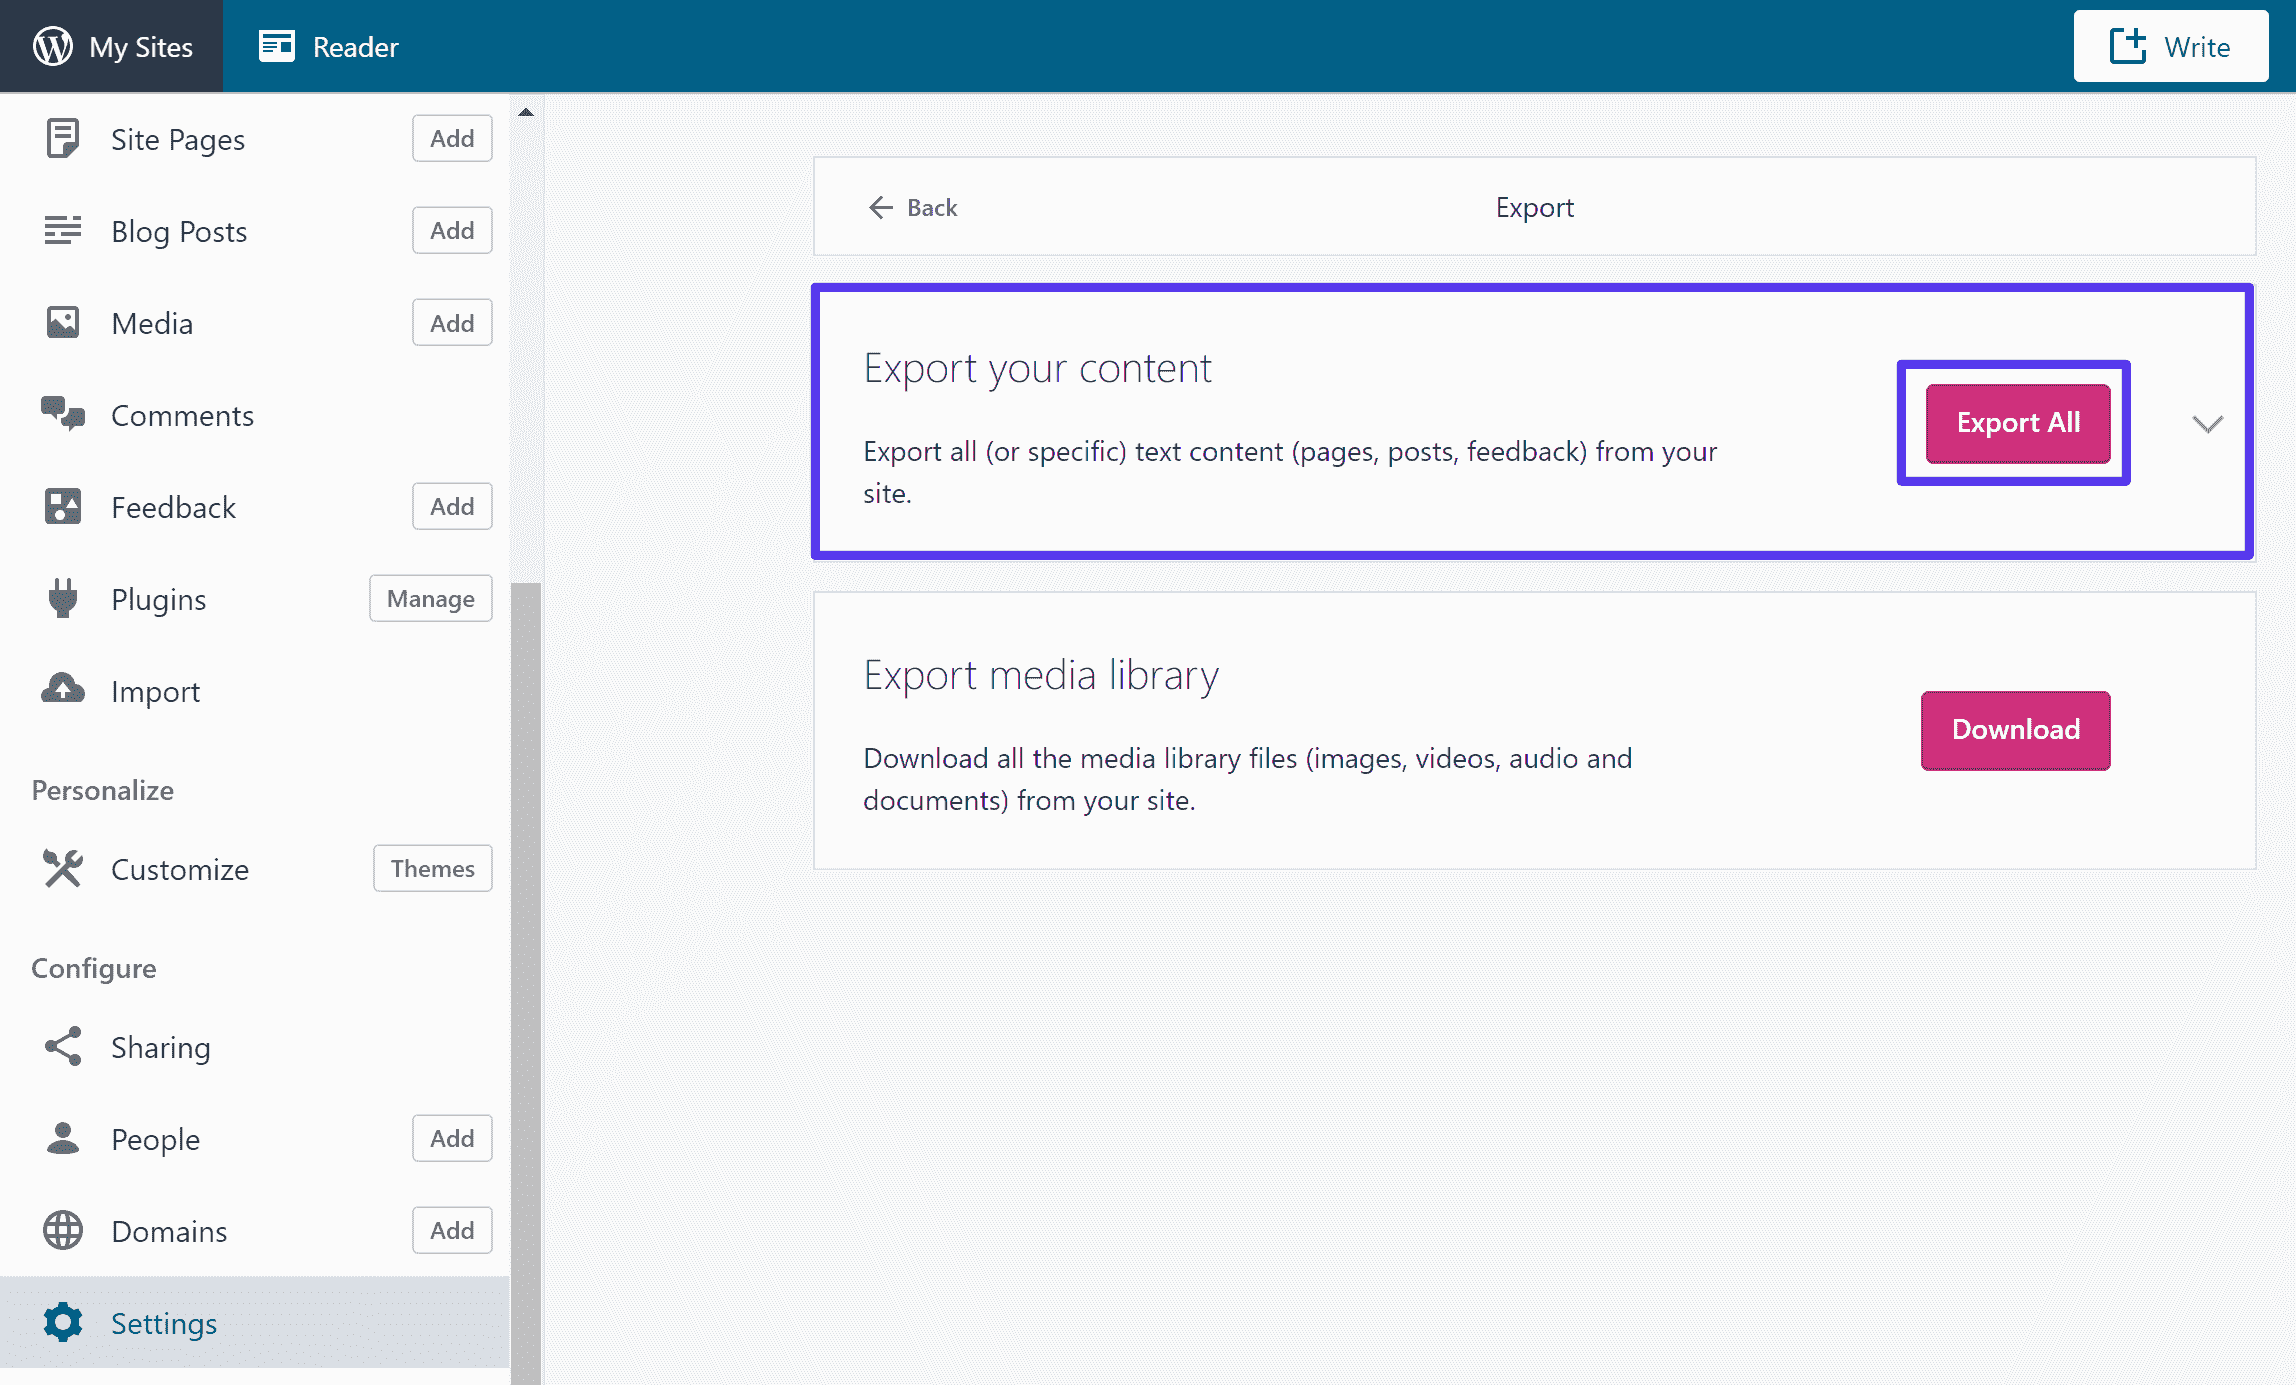 My Sites
Reader
Write
Site Pages
Add
Blog Posts
Add
Media
Add
Comments
Feedback
Add
Plugins
Manage
Import
Personalize
Customize
Themes
Configure
Sharing
People
Add
Domains
Add
Settings
Back
Export
Export your content
Export all (or specific) text content (pages, posts, feedback) from your
site.
Export All
Export media library
Download all the media library files (images, videos, audio and
documents) from your site.
Download